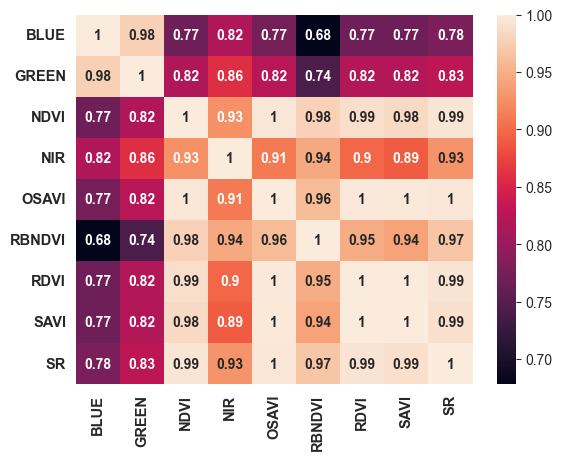 BLUE 1 0.98 0.77 0.82 0.77 0.68 0.77 0.77 0.78
GREEN 0.98 1 0.82 0.86 0.82 0.74 0.82 0.82 0.83
NDVI 0.77 0.82 1 0.93 1 0.98 0.99 0.98 0.99
NIR 0.82 0.86 0.93 1 0.91 0.94 0.9 0.89 0.93
OSAVI 0.77 0.82 1 0.91 1 0.96 1 1 1
RBNDVI 0.68 0.74 0.98 0.94 0.96 1 0.95 0.94 0.97
RDVI 0.77 0.82 0.99 0.9 1 0.95 1 1 0.99
SAVI 0.77 0.82 0.98 0.89 1 0.94 1 1 0.99
SR 0.78 0.83 0.99 0.93 1 0.97 0.99 0.99 1
BLUE GREEN NDVI NIR OSAVI RBNDVI RDVI SAVI SR
1.00
0.95
0.90
0.85
0.80
0.75
0.70